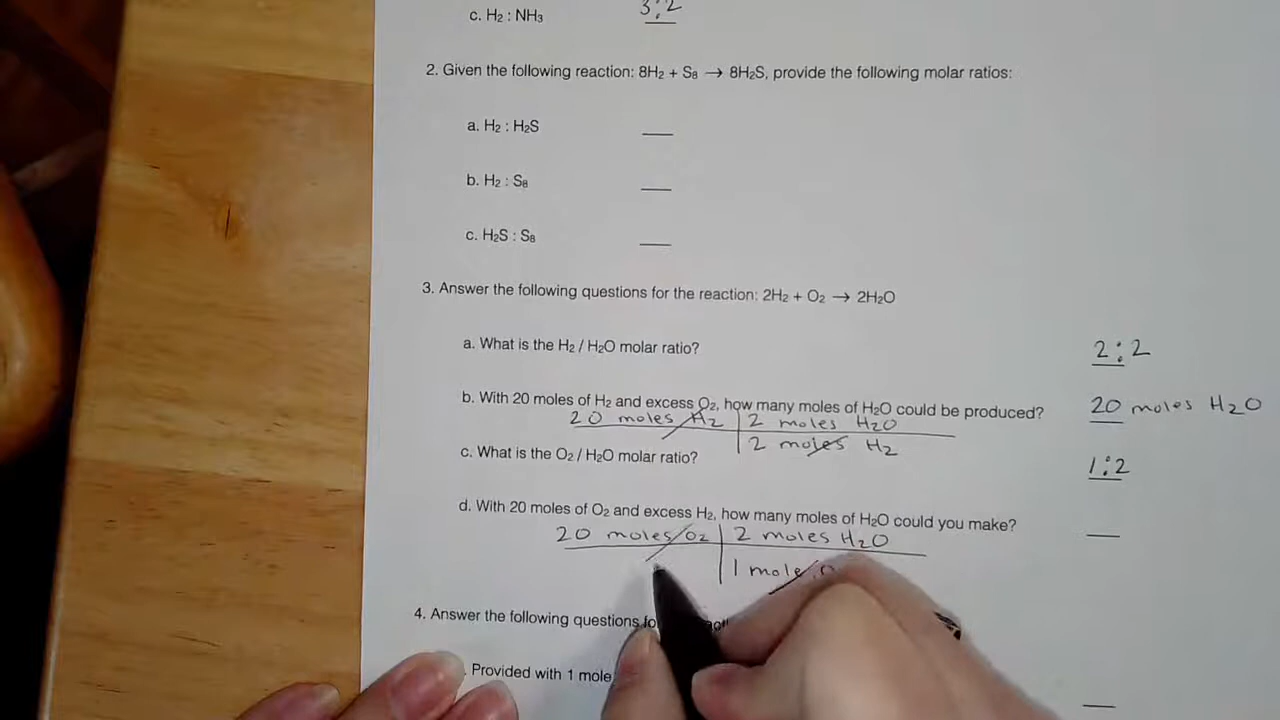 c. H₂ : NH₃ 3:2
2. Given the following reaction: 8H₂ + S₈ → 8H₂S, provide the following molar ratios:
a. H₂ : H₂S
b. H₂ : S₈
c. H₂S : S₈
3. Answer the following questions for the reaction: 2H₂ + O₂ → 2H₂O
a. What is the H₂ / H₂O molar ratio? 2:2
b. With 20 moles of H₂ and excess O₂, how many moles of H₂O could be produced? 20 moles H₂O
20 moles H₂ 2 moles H₂O
2 moles H₂
c. What is the O₂ / H₂O molar ratio? 1:2
d. With 20 moles of O₂ and excess H₂, how many moles of H₂O could you make?
20 moles O₂ 2 moles H₂O
1 mole
4. Answer the following questions
Provided with 1 mole